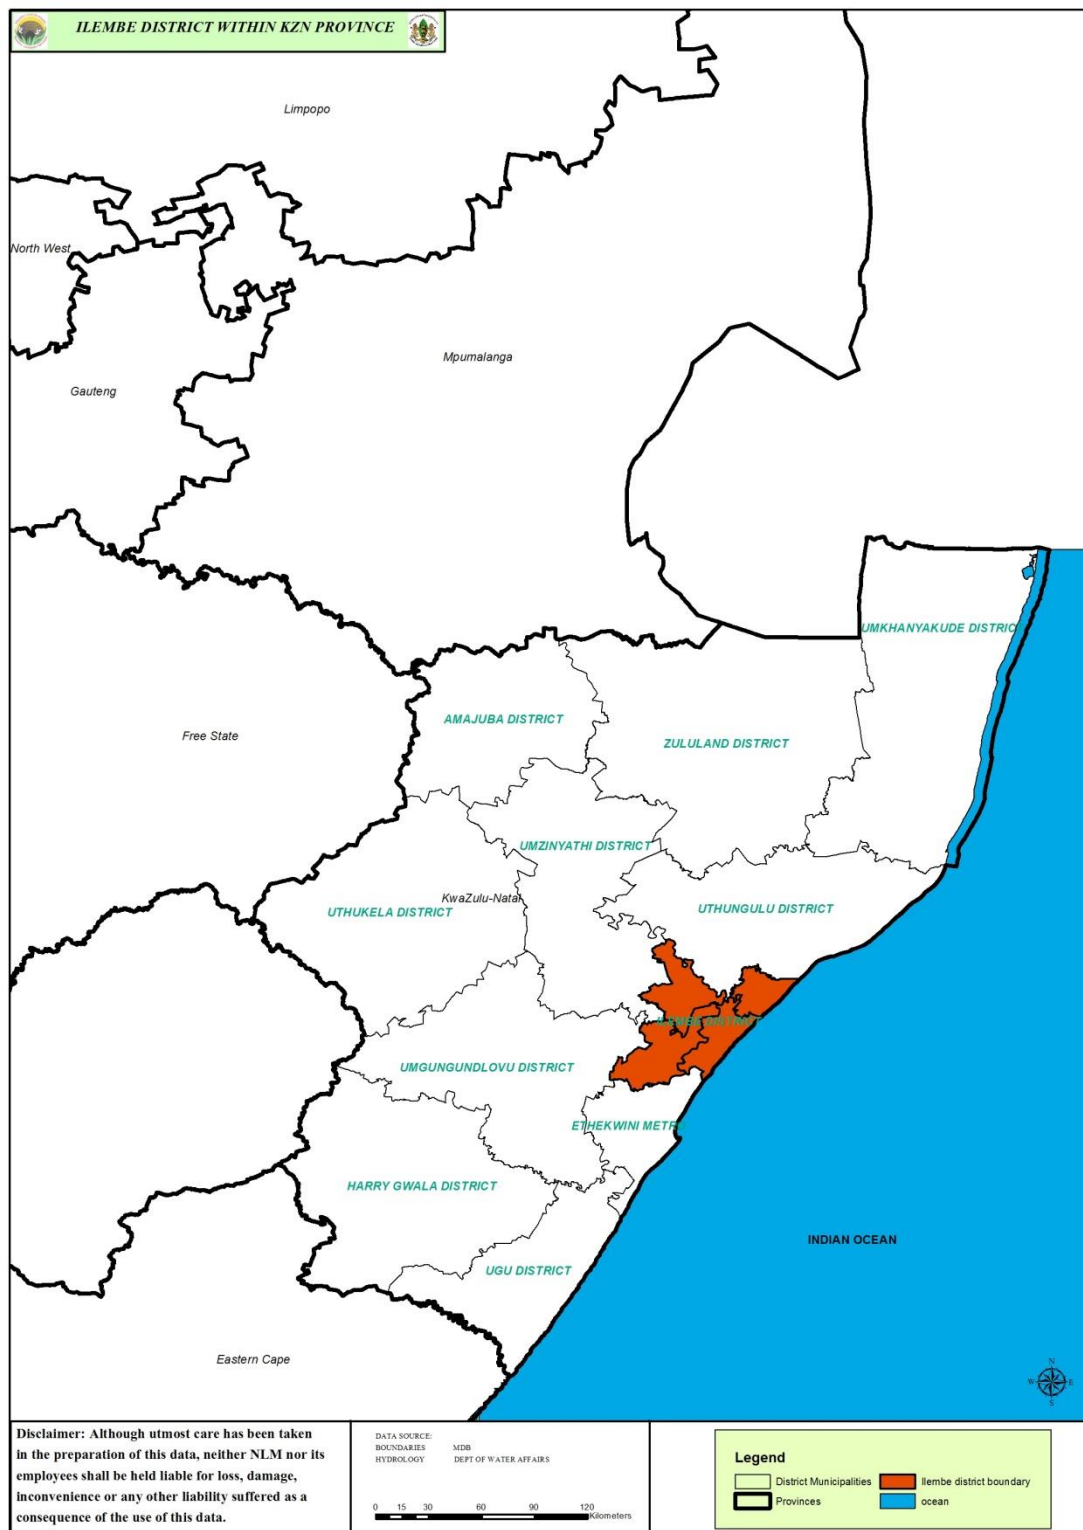 ILEMBE DISTRICT WITHIN KZN PROVINCE
Limpopo
North West
Mpumalanga
Gauteng
UMKHANYAKUDE DISTRIC
AMAJUBA DISTRICT
Free State
ZULULAND DISTRICT
UMZINYATHI DISTRICT
KwaZulu-Natal
UTHUKELA DISTRICT
UTHUNGULU DISTRICT
ILEMBE DISTRICT
UMGUNGUNDLOVU DISTRICT
ETHEKWINI METR
HARRY GWALA DISTRICT
INDIAN OCEAN
UGU DISTRICT
Eastern Cape
N
W
E
S
Disclaimer: Although utmost care has been taken
in the preparation of this data, neither NLM nor its
employees shall be held liable for loss, damage,
inconvenience or any other liability suffered as a
consequence of the use of this data.
DATA SOURCE:
BOUNDARIES MDB
HYDROLOGY DEPT OF WATER AFFAIRS
0 15 30 60 90 120
Kilometers
Legend
District Municipalities
Ilembe district boundary
Provinces
ocean